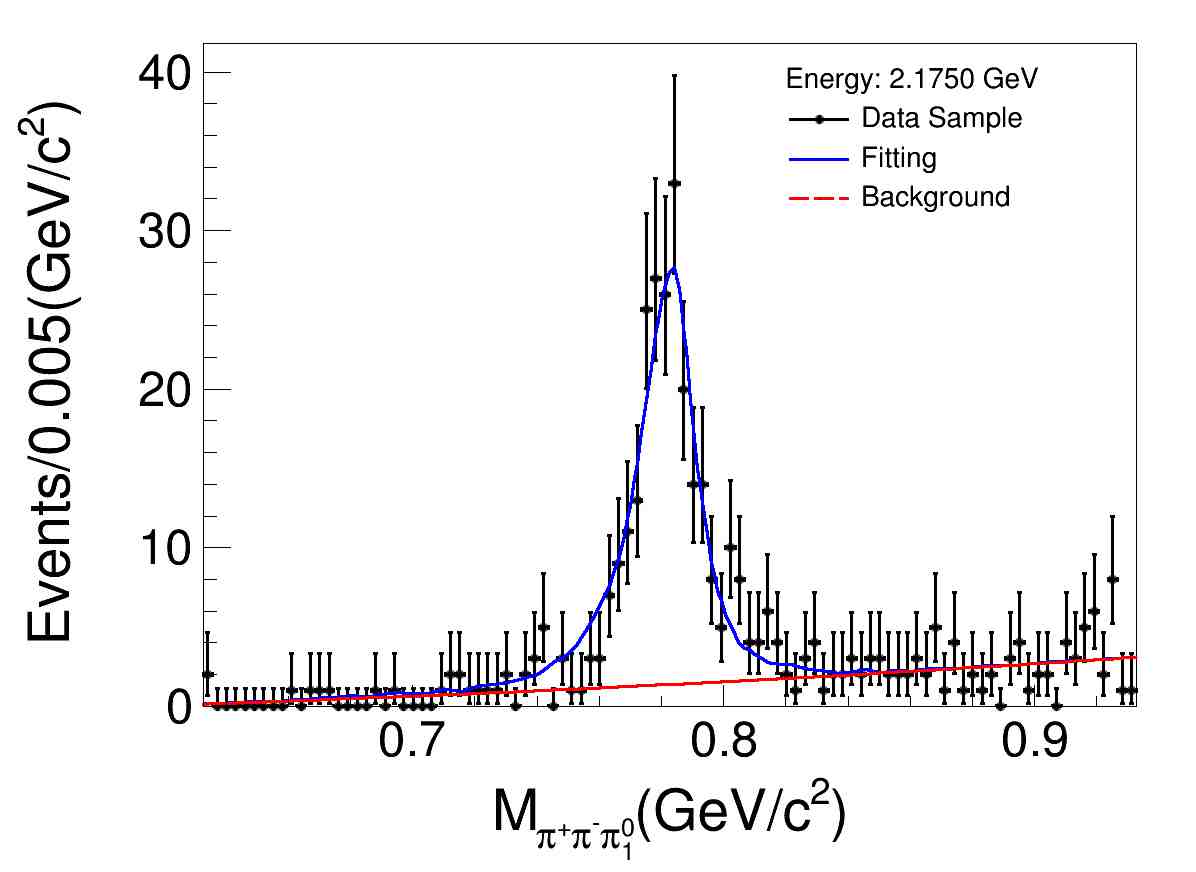 Energy: 2.1750 GeV
Data Sample
Fitting
Background
Events/0.005(GeV/c²)
40
30
20
10
0
0.7 0.8 0.9
M_{π⁺π⁻π⁰₁}(GeV/c²)